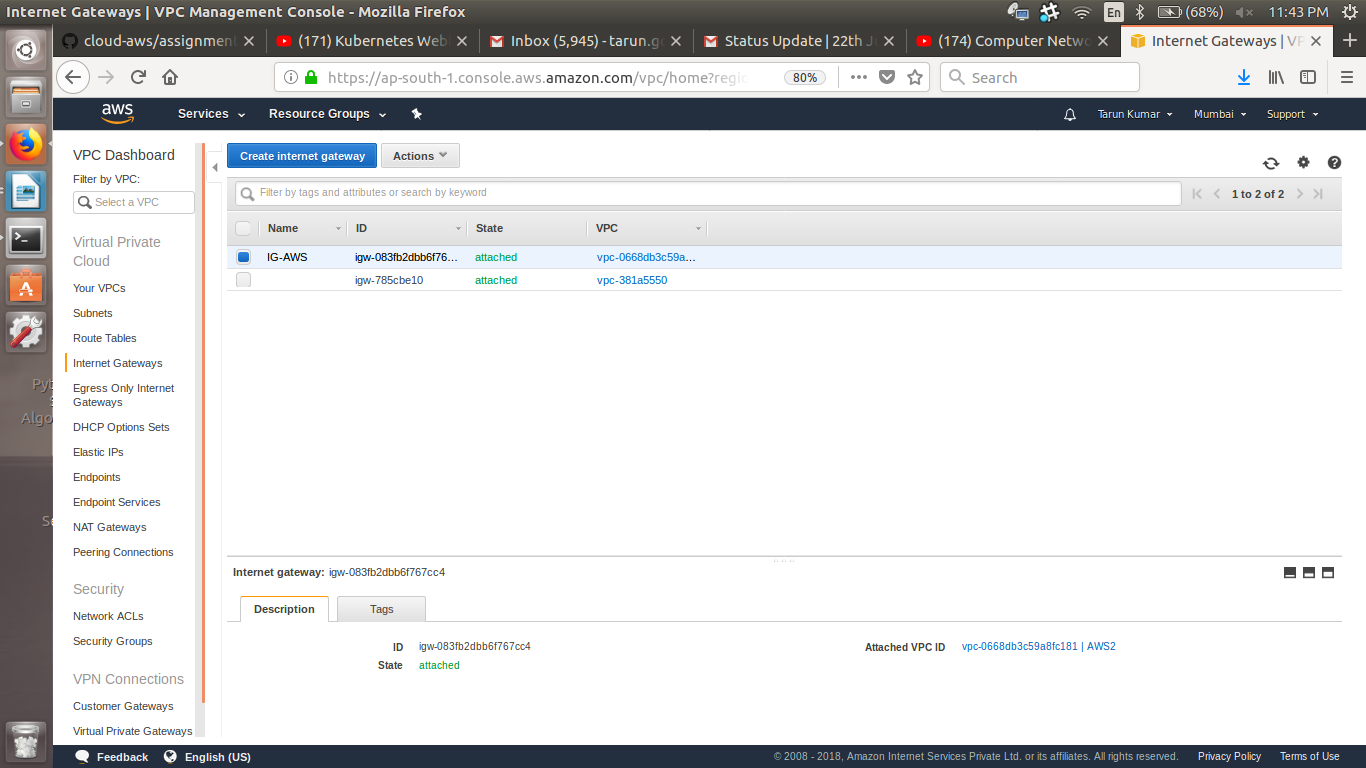 Internet Gateways | VPC Management Console - Mozilla Firefox
En (68%) 11:43 PM
cloud-aws/assignment
(171) Kubernetes Web
Inbox (5,945) - tarun.g
Status Update | 22th J
(174) Computer Netwo
Internet Gateways | VP
https://ap-south-1.console.aws.amazon.com/vpc/home?regio 80% Search
aws Services Resource Groups Tarun Kumar Mumbai Support
VPC Dashboard
Filter by VPC:
Select a VPC
Virtual Private
Cloud
Your VPCs
Subnets
Route Tables
Internet Gateways
Egress Only Internet
Gateways
DHCP Options Sets
Elastic IPs
Endpoints
Endpoint Services
NAT Gateways
Peering Connections
Security
Network ACLs
Security Groups
VPN Connections
Customer Gateways
Virtual Private Gateways
Create internet gateway Actions
Filter by tags and attributes or search by keyword 1 to 2 of 2
Name ID State VPC
IG-AWS igw-083fb2dbb6f76... attached vpc-0668db3c59a...
igw-785cbe10 attached vpc-381a5550
Internet gateway: igw-083fb2dbb6f767cc4
Description Tags
ID igw-083fb2dbb6f767cc4 Attached VPC ID vpc-0668db3c59a8fc181 | AWS2
State attached
Feedback English (US) © 2008 - 2018, Amazon Internet Services Private Ltd. or its affiliates. All rights reserved. Privacy Policy Terms of Use